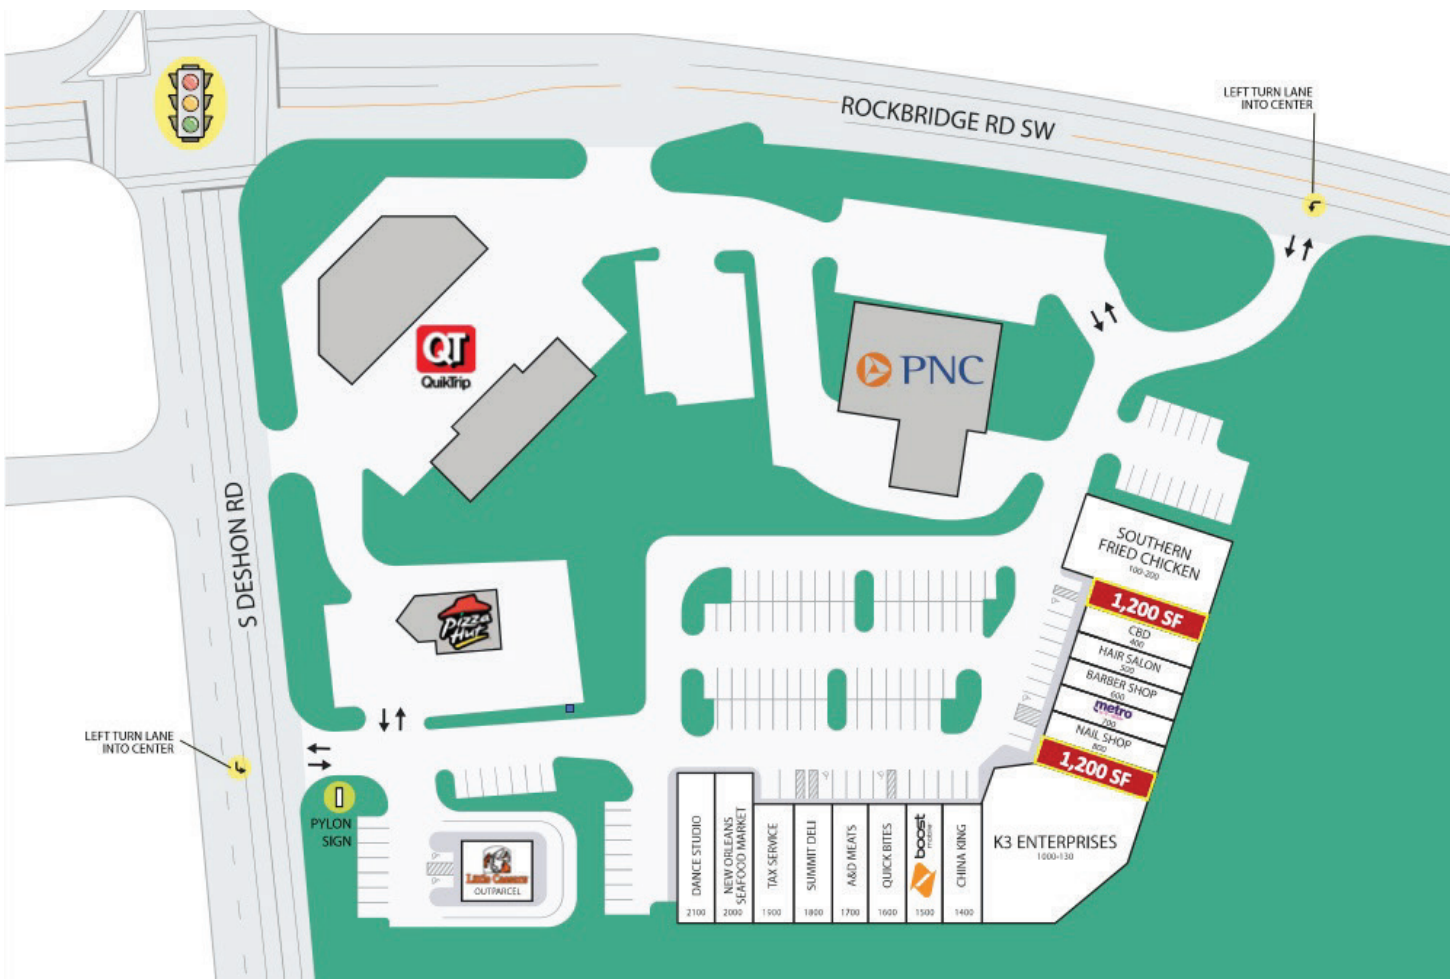 LEFT TURN LANE
INTO CENTER
ROCKBRIDGE RD SW
QT
QuikTrip
PNC
S DESHON RD
SOUTHERN
FRIED CHICKEN
100-200
1,200 SF
CBD
400
HAIR SALON
500
BARBER SHOP
600
metro
700
NAIL SHOP
800
1,200 SF
Pizza
Hut
LEFT TURN LANE
INTO CENTER
PYLON
SIGN
Little Caesars
OUTPARCEL
DANCE STUDIO
2100
NEW ORLEANS
SEAFOOD MARKET
2000
TAX SERVICE
1900
SUMMIT DELI
1800
A&D MEATS
1700
QUICK BITES
1600
boost
mobile
1500
CHINA KING
1400
K3 ENTERPRISES
1000-130